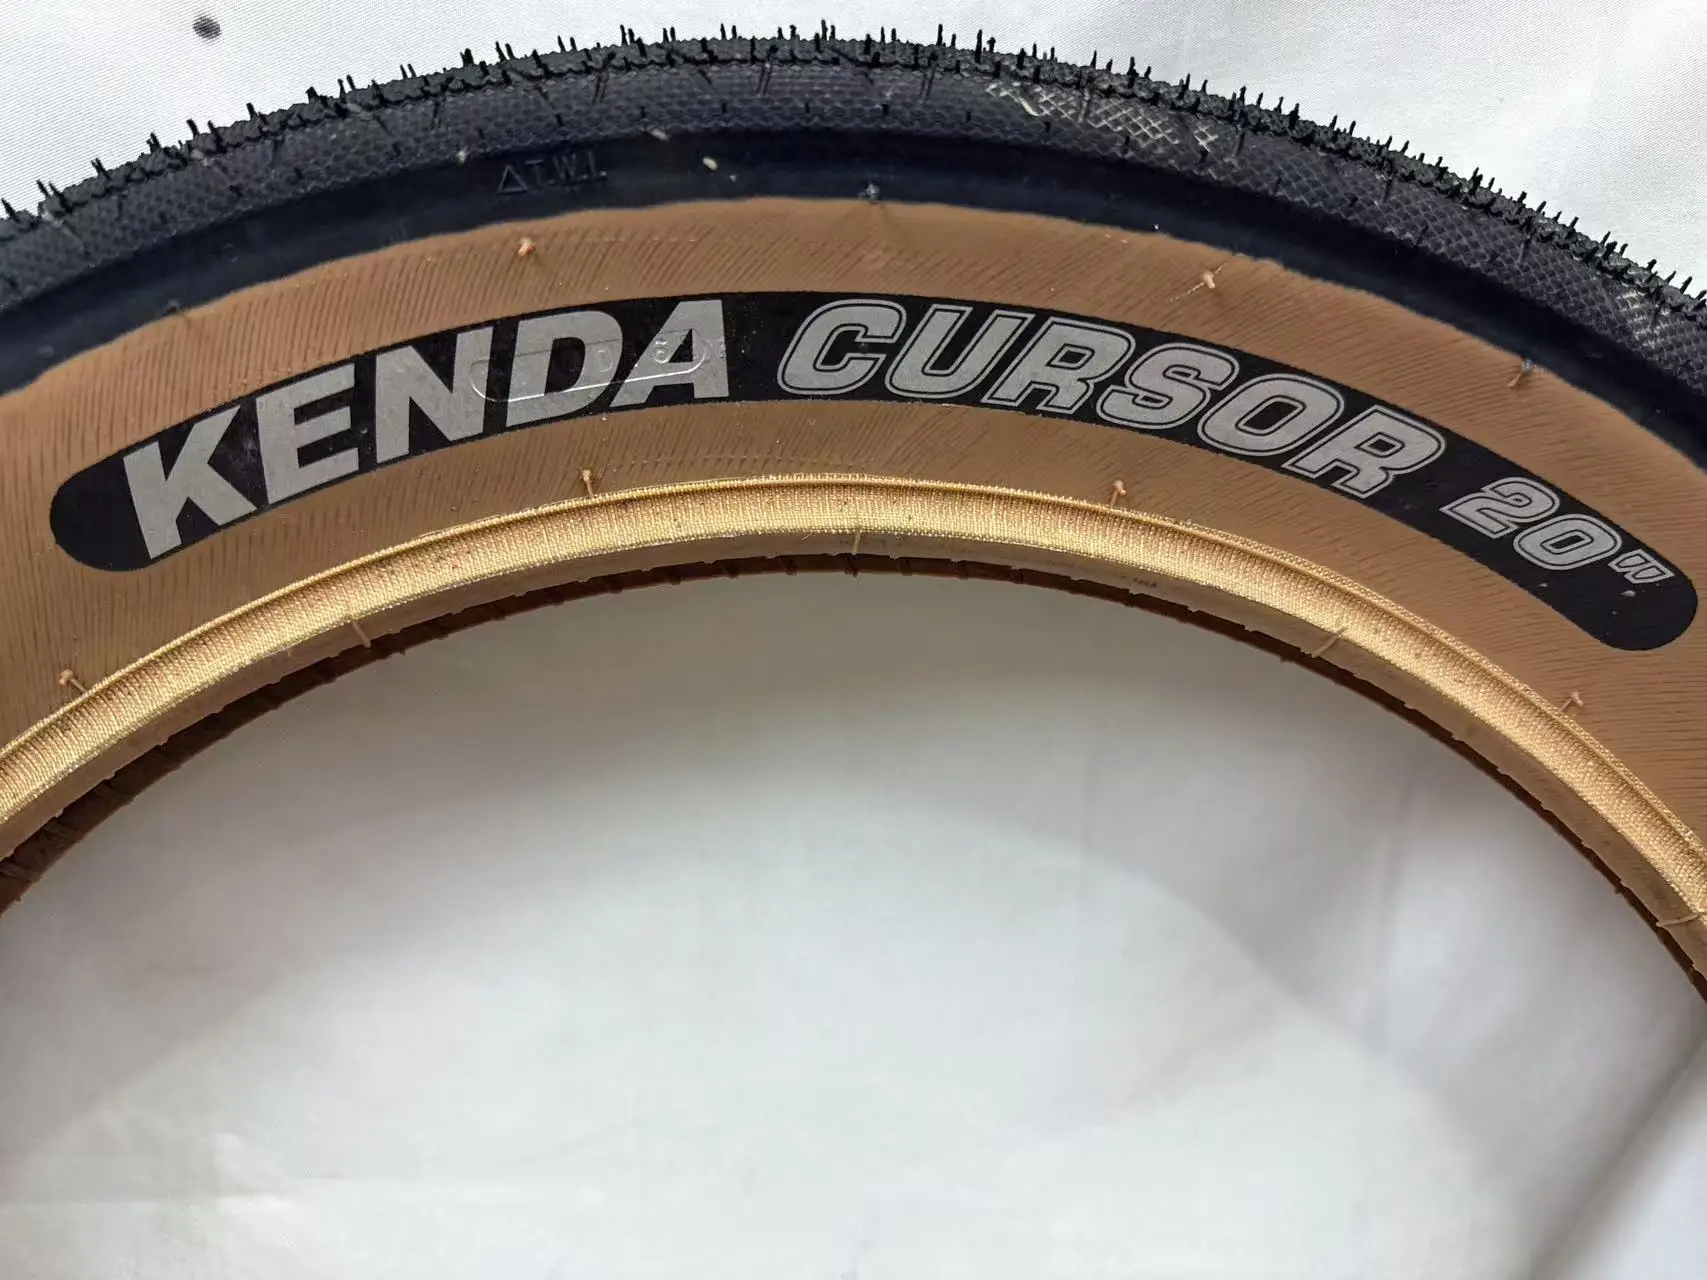 △T.W.I.
KENDA CURSOR 20"